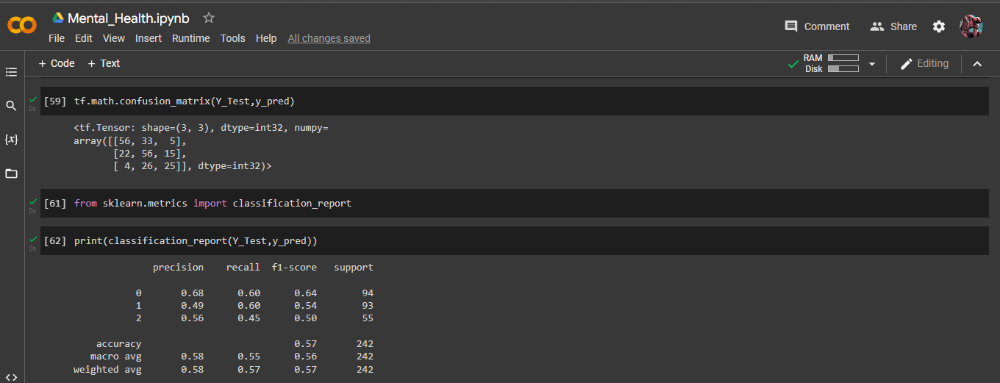 Mental_Health.ipynb
File Edit View Insert Runtime Tools Help All changes saved
Comment Share
+ Code + Text
RAM
Disk
Editing
{x}
[59] tf.math.confusion_matrix(Y_Test,y_pred)
0s
<tf.Tensor: shape=(3, 3), dtype=int32, numpy=
array([[56, 33,  5],
       [22, 56, 15],
       [ 4, 26, 25]], dtype=int32)>
[61] from sklearn.metrics import classification_report
0s
[62] print(classification_report(Y_Test,y_pred))
0s
precision recall f1-score support
0 0.68 0.60 0.64 94
1 0.49 0.60 0.54 93
2 0.56 0.45 0.50 55
accuracy 0.57 242
macro avg 0.58 0.55 0.56 242
weighted avg 0.58 0.57 0.57 242